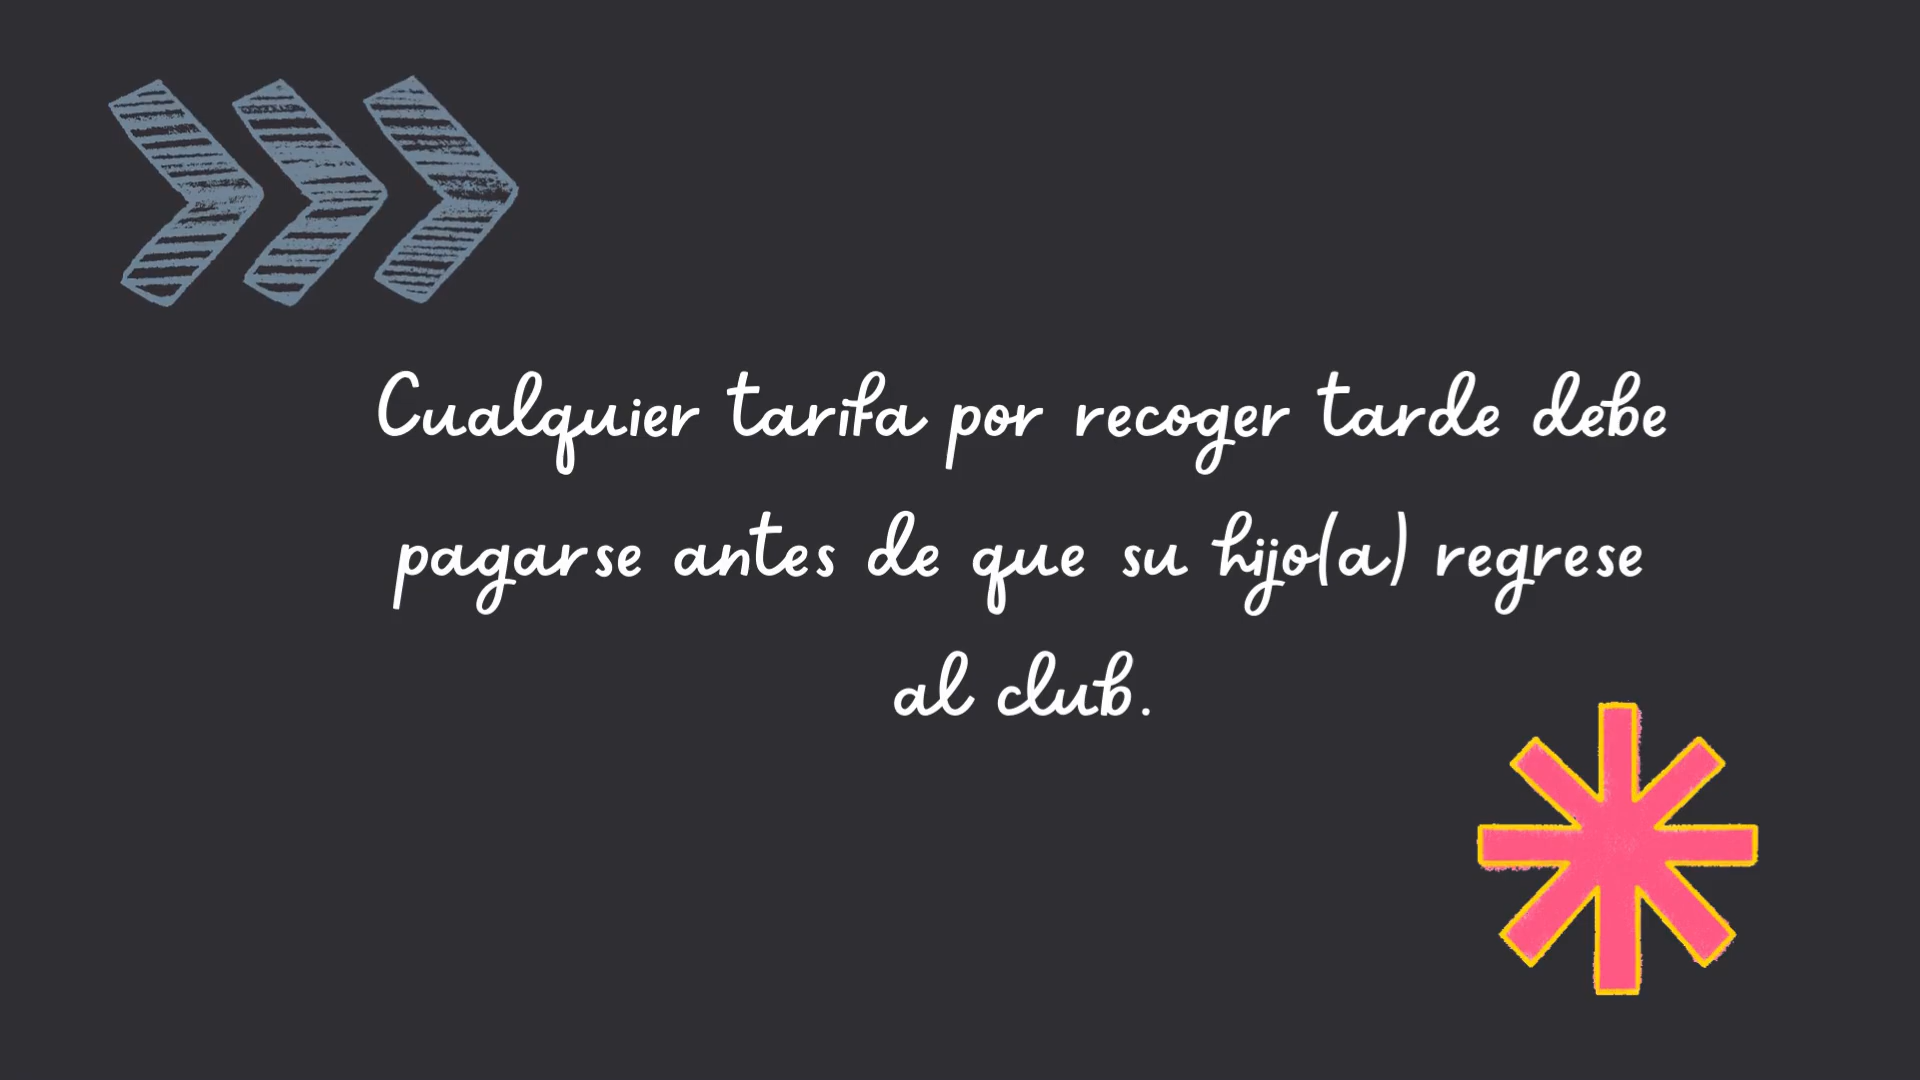 Cualquier tarifa por recoger tarde debe
pagarse antes de que su hijo(a) regrese
al club.